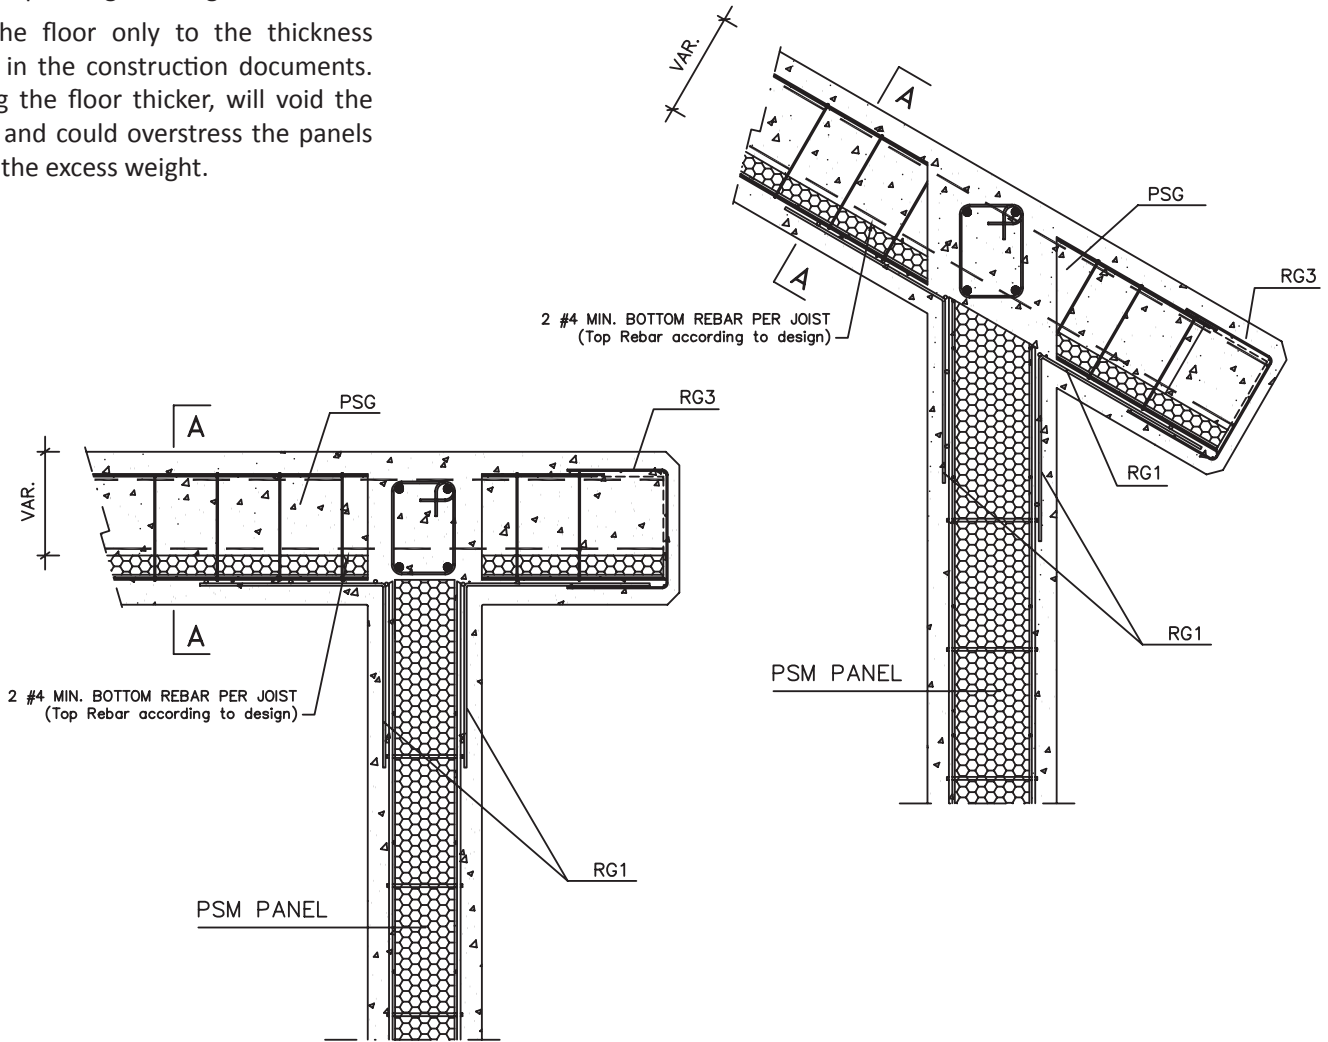 he floor only to the thickness
in the construction documents.
g the floor thicker, will void the
and could overstress the panels
the excess weight.
VAR.
A
PSG
RG3
A
2 #4 MIN. BOTTOM REBAR PER JOIST
(Top Rebar according to design)
RG1
RG1
PSM PANEL
A
PSG
RG3
VAR.
A
2 #4 MIN. BOTTOM REBAR PER JOIST
(Top Rebar according to design)
RG1
PSM PANEL